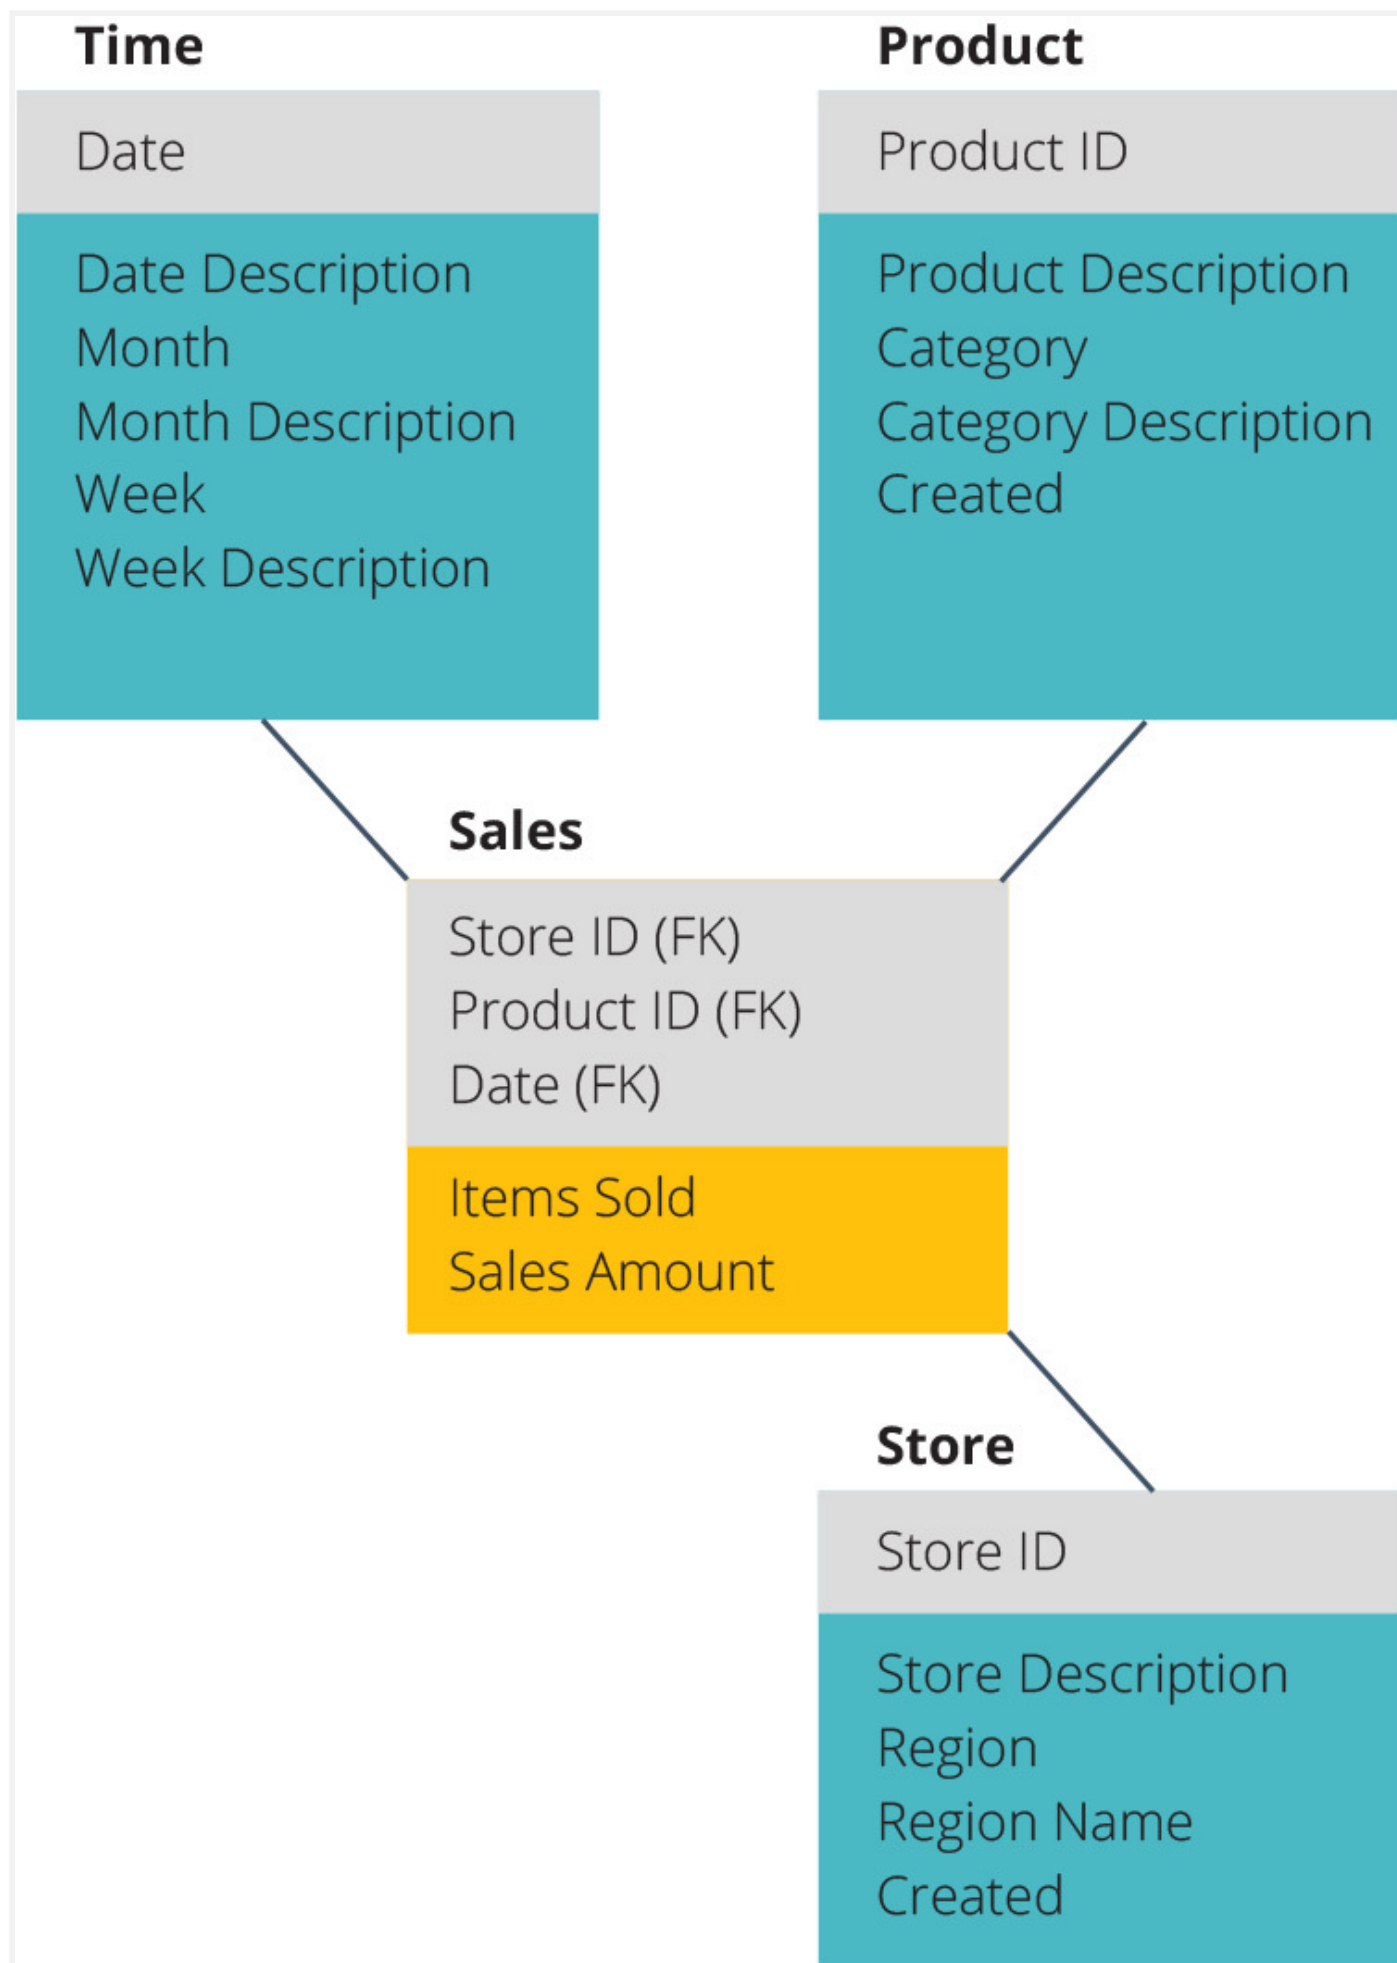 Time
Date
Date Description
Month
Month Description
Week
Week Description
Product
Product ID
Product Description
Category
Category Description
Created
Sales
Store ID (FK)
Product ID (FK)
Date (FK)
Items Sold
Sales Amount
Store
Store ID
Store Description
Region
Region Name
Created